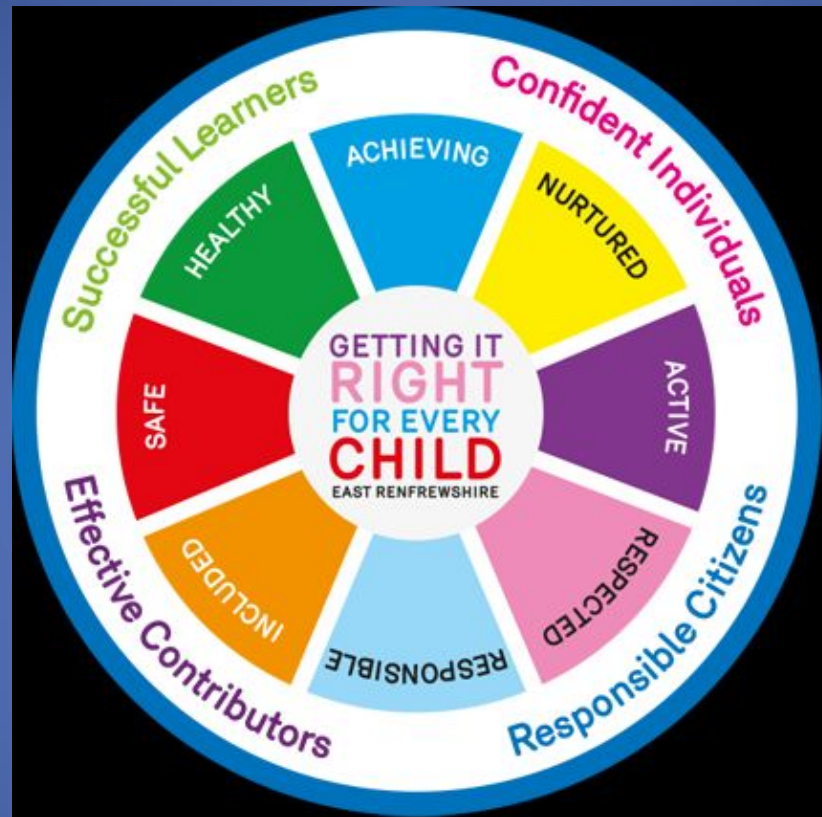 Successful Learners
Confident Individuals
ACHIEVING
NURTURED
HEALTHY
ACTIVE
SAFE
GETTING IT
RIGHT
FOR EVERY
CHILD
EAST RENFREWSHIRE
RESPECTED
INCLUDED
RESPONSIBLE
Effective Contributors
Responsible Citizens